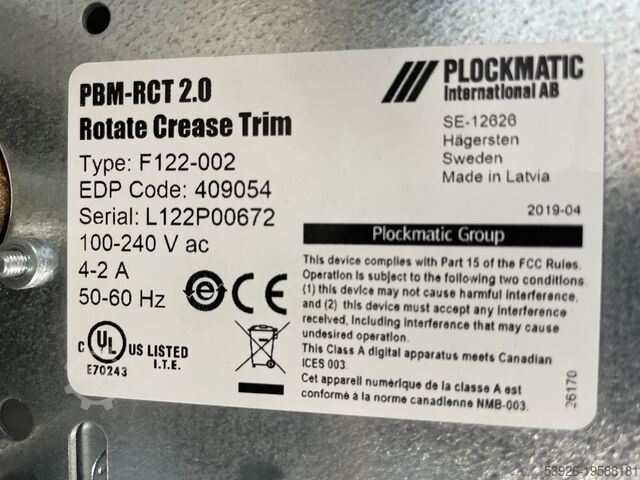 PBM-RCT 2.0
Rotate Crease Trim
Type: F122-002
EDP Code: 409054
Serial: L122P00672
100-240 V ac
4-2 A
50-60 Hz
CE
C UL US LISTED
I.T.E.
E70243
PLOCKMATIC
International AB
SE-12626
Hägersten
Sweden
Made in Latvia
2019-04
Plockmatic Group
This device complies with Part 15 of the FCC Rules.
Operation is subject to the following two conditions
(1) this device may not cause harmful interference,
and (2) this device must accept any interference
received, including interference that may cause
undesired operation.
This Class A digital apparatus meets Canadian
ICES 003.
Cet appareil numérique de la classe A est
conforme à la norme canadienne NMB-003.
26170
53926-19588181